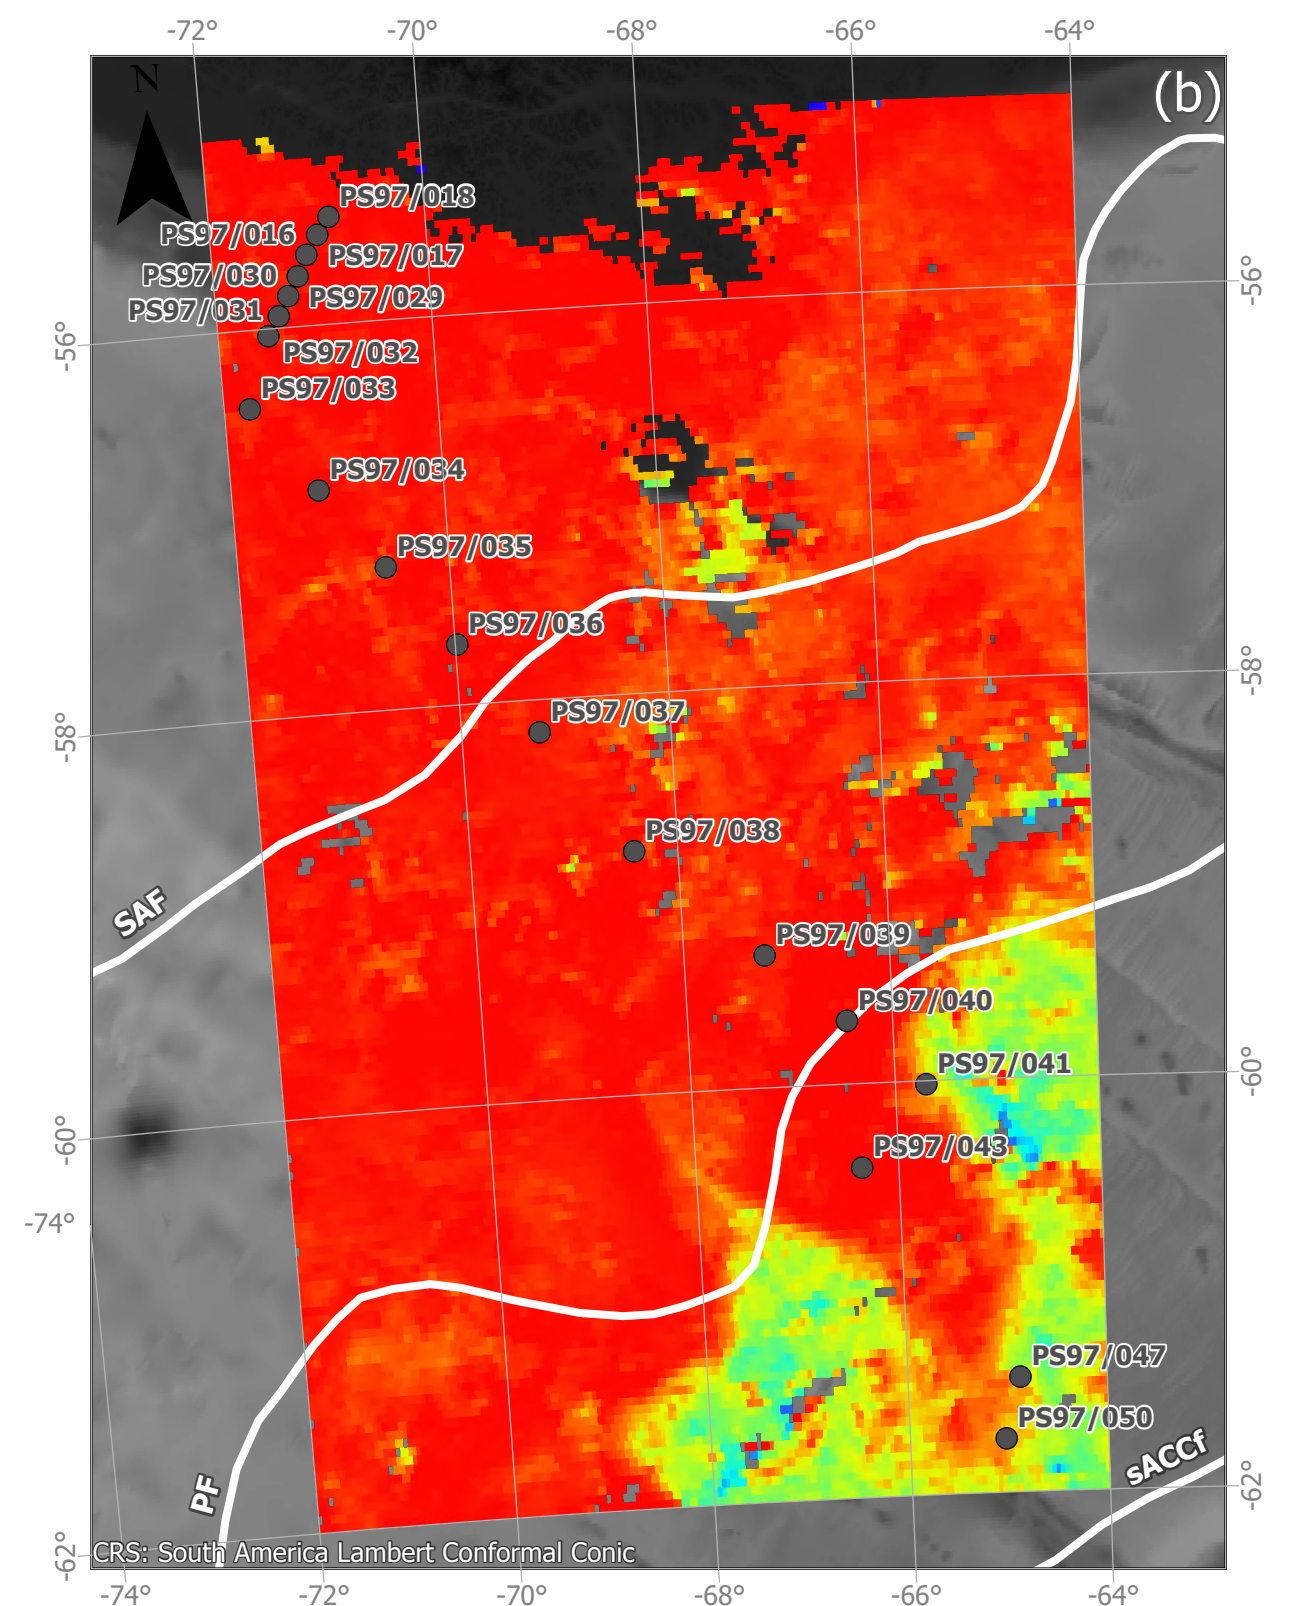 -72° -70° -68° -66° -64°
N
(b)
PS97/018
PS97/016
PS97/017
-56°
PS97/030
PS97/029
PS97/031
-56°
PS97/032
PS97/033
PS97/034
PS97/035
PS97/036
-58°
PS97/037
-58°
PS97/038
SAF
PS97/039
PS97/040
PS97/041
-60°
-60°
PS97/043
-74°
PS97/047
PS97/050
sACCf
-62°
PF
-62°
CRS: South America Lambert Conformal Conic
-74° -72° -70° -68° -66° -64°